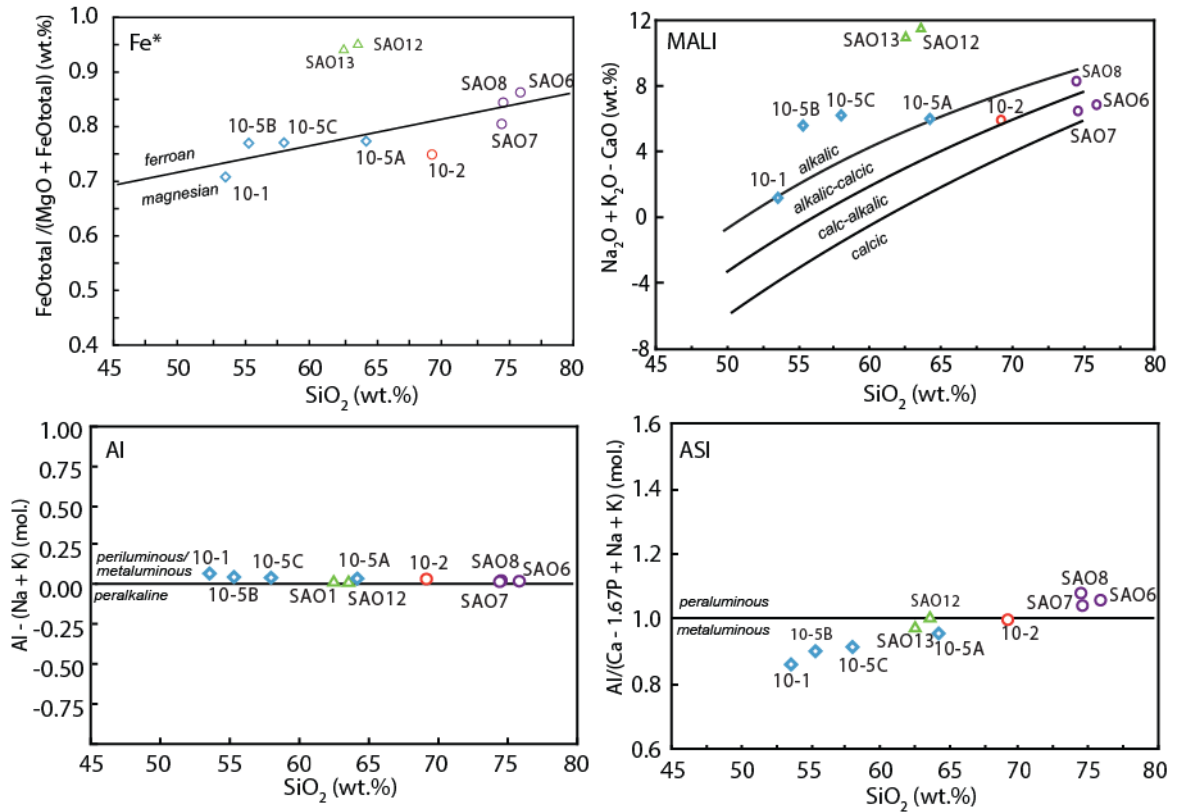 Fe*
FeOtotal /(MgO + FeOtotal) (wt.%)
1.0
0.9
0.8
0.7
0.6
0.5
0.4
SAO12
SAO13
SAO8
SAO6
SAO7
10-5B
10-5C
10-5A
10-2
10-1
ferroan
magnesian
45
50
55
60
65
70
75
80
SiO2 (wt.%)
MALI
Na2O + K2O - CaO (wt.%)
12
8
4
0
-4
-8
SAO13
SAO12
SAO8
SAO6
SAO7
10-5B
10-5C
10-5A
10-2
10-1
alkalic
alkalic-calcic
calc-alkalic
calcic
45
50
55
60
65
70
75
80
SiO2 (wt.%)
AI
Al - (Na + K) (mol.)
1.00
0.75
0.50
0.25
0.00
-0.25
-0.50
-0.75
periluminous/
metaluminous
peralkaline
10-1
10-5C
10-5A
10-2
SAO8
SAO6
10-5B
SAO1
SAO12
SAO7
45
50
55
60
65
70
75
80
SiO2 (wt.%)
ASI
Al/(Ca - 1.67P + Na + K) (mol.)
1.6
1.4
1.2
1.0
0.8
0.6
peraluminous
metaluminous
SAO8
SAO7
SAO6
SAO12
10-2
10-5B
SAO13
10-5A
10-5C
10-1
45
50
55
60
65
70
75
80
SiO2 (wt.%)